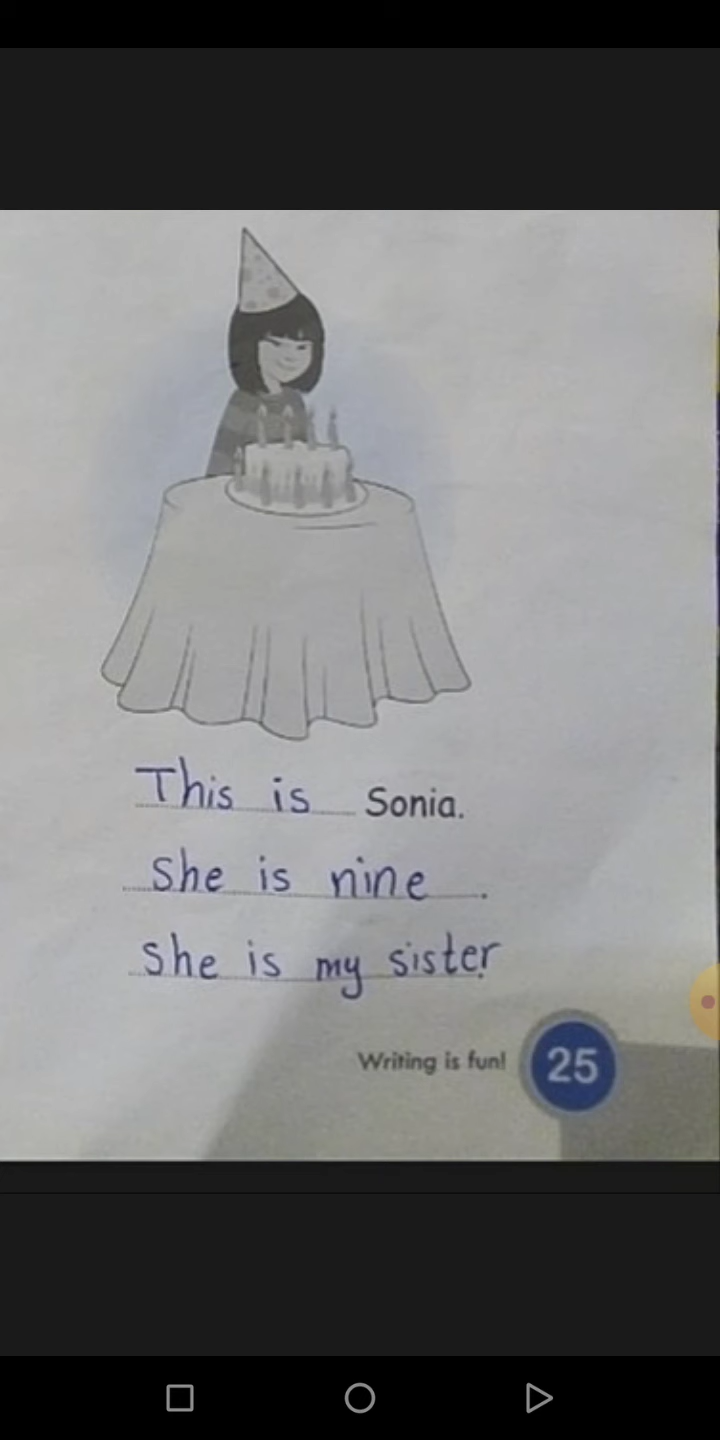 This is Sonia.
She is nine.
She is my sister.
Writing is fun! 25